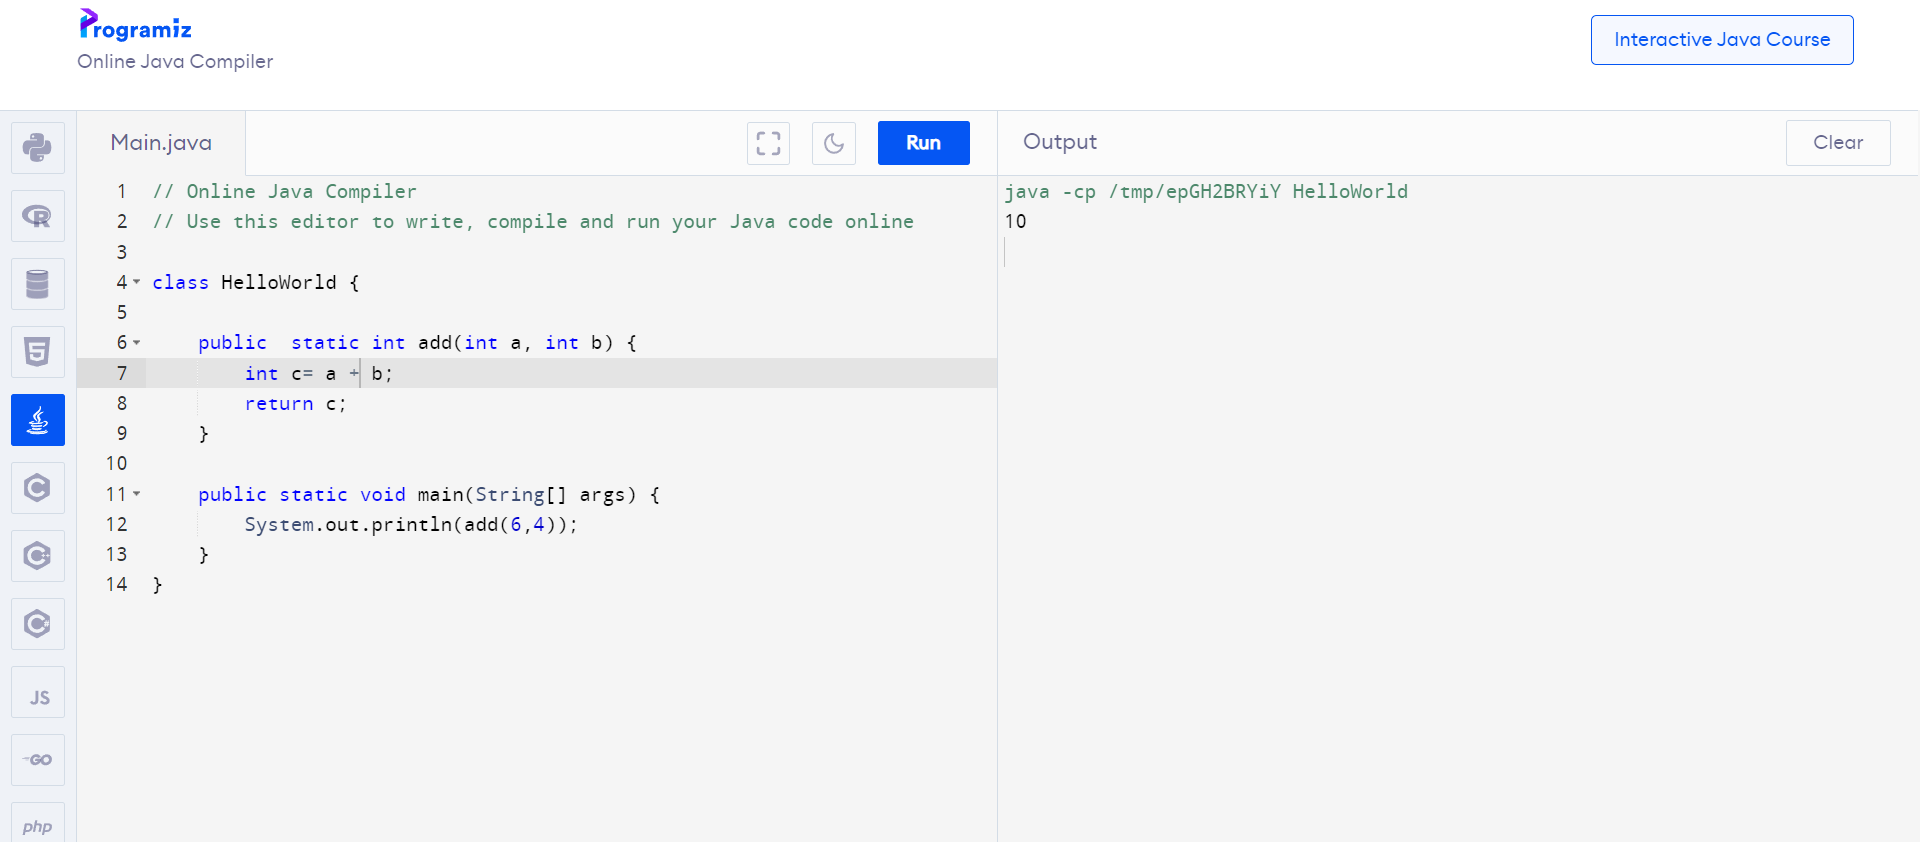 Programiz
Online Java Compiler
Interactive Java Course
Main.java
Run
Output
Clear
1 // Online Java Compiler
2 // Use this editor to write, compile and run your Java code online
3
4 class HelloWorld {
5
6     public  static int add(int a, int b) {
7         int c= a + b;
8         return c;
9     }
10
11     public static void main(String[] args) {
12         System.out.println(add(6,4));
13     }
14 }
java -cp /tmp/epGH2BRYiY HelloWorld
10
R
5
C
C++
C#
JS
GO
php